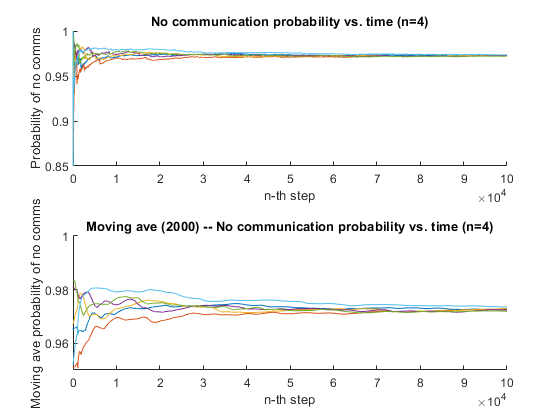 No communication probability vs. time (n=4)
Probability of no comms
1
0.95
0.9
0.85
0 1 2 3 4 5 6 7 8 9 10
n-th step
×10^4
Moving ave (2000) -- No communication probability vs. time (n=4)
Moving ave probability of no comms
1
0.98
0.96
0 1 2 3 4 5 6 7 8 9 10
n-th step
×10^4